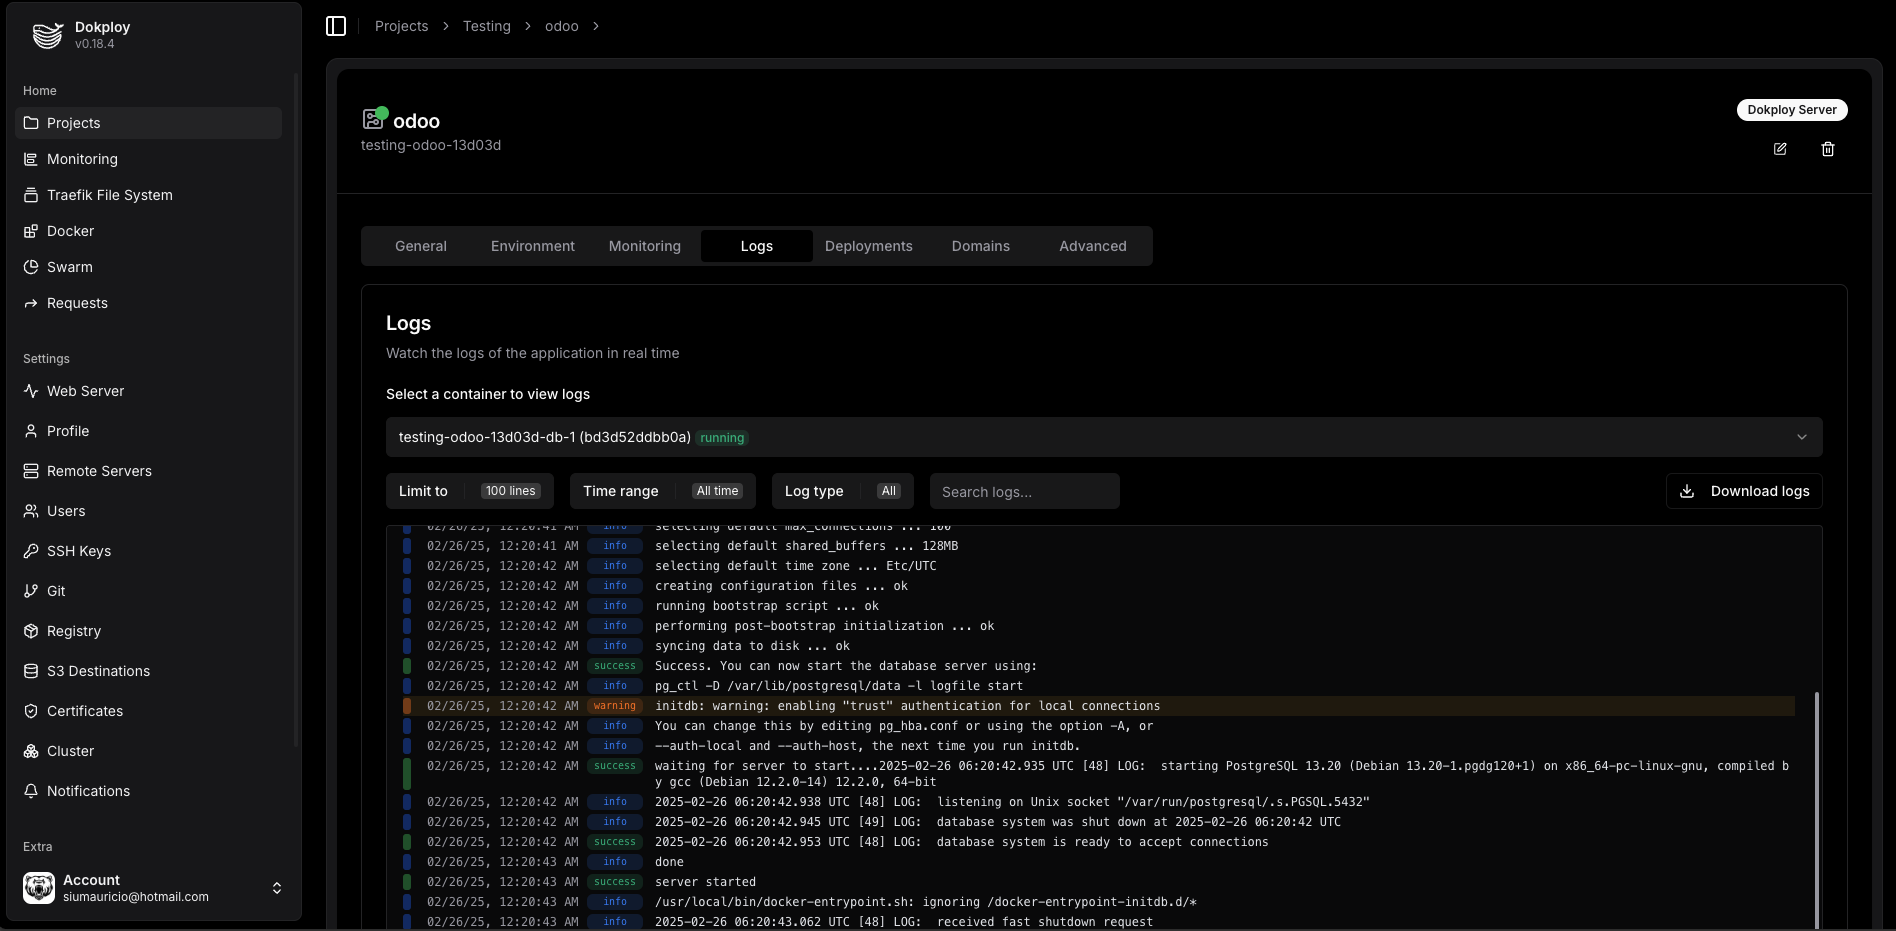 Dokploy
v0.18.4
Home
Projects
Monitoring
Traefik File System
Docker
Swarm
Requests
Settings
Web Server
Profile
Remote Servers
Users
SSH Keys
Git
Registry
S3 Destinations
Certificates
Cluster
Notifications
Extra
Account
siumauricio@hotmail.com
Projects > Testing > odoo >
odoo
testing-odoo-13d03d
Dokploy Server
General Environment Monitoring Logs Deployments Domains Advanced
Logs
Watch the logs of the application in real time
Select a container to view logs
testing-odoo-13d03d-db-1 (bd3d52ddbb0a) running
Limit to 100 lines Time range All time Log type All Search logs... Download logs
02/26/25, 12:20:41 AM info selecting default max_connections ... 100
02/26/25, 12:20:41 AM info selecting default shared_buffers ... 128MB
02/26/25, 12:20:42 AM info selecting default time zone ... Etc/UTC
02/26/25, 12:20:42 AM info creating configuration files ... ok
02/26/25, 12:20:42 AM info running bootstrap script ... ok
02/26/25, 12:20:42 AM info performing post-bootstrap initialization ... ok
02/26/25, 12:20:42 AM info syncing data to disk ... ok
02/26/25, 12:20:42 AM success Success. You can now start the database server using:
02/26/25, 12:20:42 AM info pg_ctl -D /var/lib/postgresql/data -l logfile start
02/26/25, 12:20:42 AM warning initdb: warning: enabling "trust" authentication for local connections
02/26/25, 12:20:42 AM info You can change this by editing pg_hba.conf or using the option -A, or
02/26/25, 12:20:42 AM info --auth-local and --auth-host, the next time you run initdb.
02/26/25, 12:20:42 AM success waiting for server to start....2025-02-26 06:20:42.935 UTC [48] LOG:  starting PostgreSQL 13.20 (Debian 13.20-1.pgdg120+1) on x86_64-pc-linux-gnu, compiled b
y gcc (Debian 12.2.0-14) 12.2.0, 64-bit
02/26/25, 12:20:42 AM info 2025-02-26 06:20:42.938 UTC [48] LOG:  listening on Unix socket "/var/run/postgresql/.s.PGSQL.5432"
02/26/25, 12:20:42 AM info 2025-02-26 06:20:42.945 UTC [49] LOG:  database system was shut down at 2025-02-26 06:20:42 UTC
02/26/25, 12:20:42 AM success 2025-02-26 06:20:42.953 UTC [48] LOG:  database system is ready to accept connections
02/26/25, 12:20:43 AM info done
02/26/25, 12:20:43 AM success server started
02/26/25, 12:20:43 AM info /usr/local/bin/docker-entrypoint.sh: ignoring /docker-entrypoint-initdb.d/*
02/26/25, 12:20:43 AM info 2025-02-26 06:20:43.062 UTC [48] LOG:  received fast shutdown request